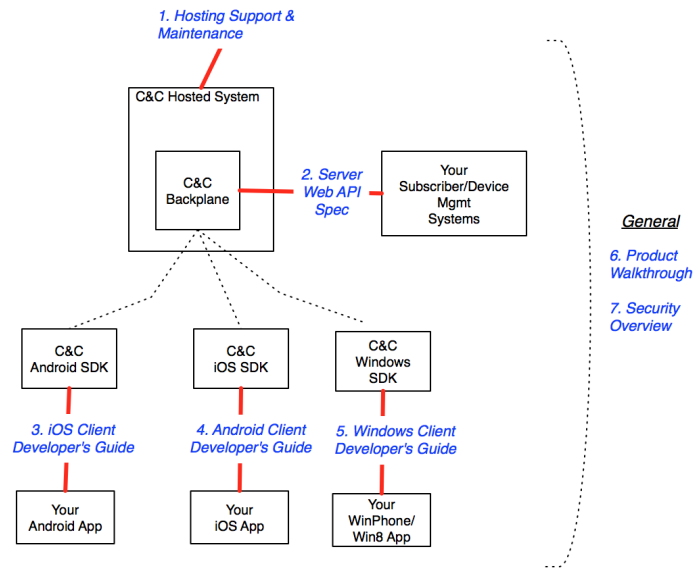 1. Hosting Support &
Maintenance
C&C Hosted System
C&C
Backplane
2. Server
Web API
Spec
Your
Subscriber/Device
Mgmt
Systems
General
6. Product
Walkthrough
7. Security
Overview
C&C
Android SDK
C&C
iOS SDK
C&C
Windows
SDK
3. iOS Client
Developer's Guide
4. Android Client
Developer's Guide
5. Windows Client
Developer's Guide
Your
Android App
Your
iOS App
Your
WinPhone/
Win8 App